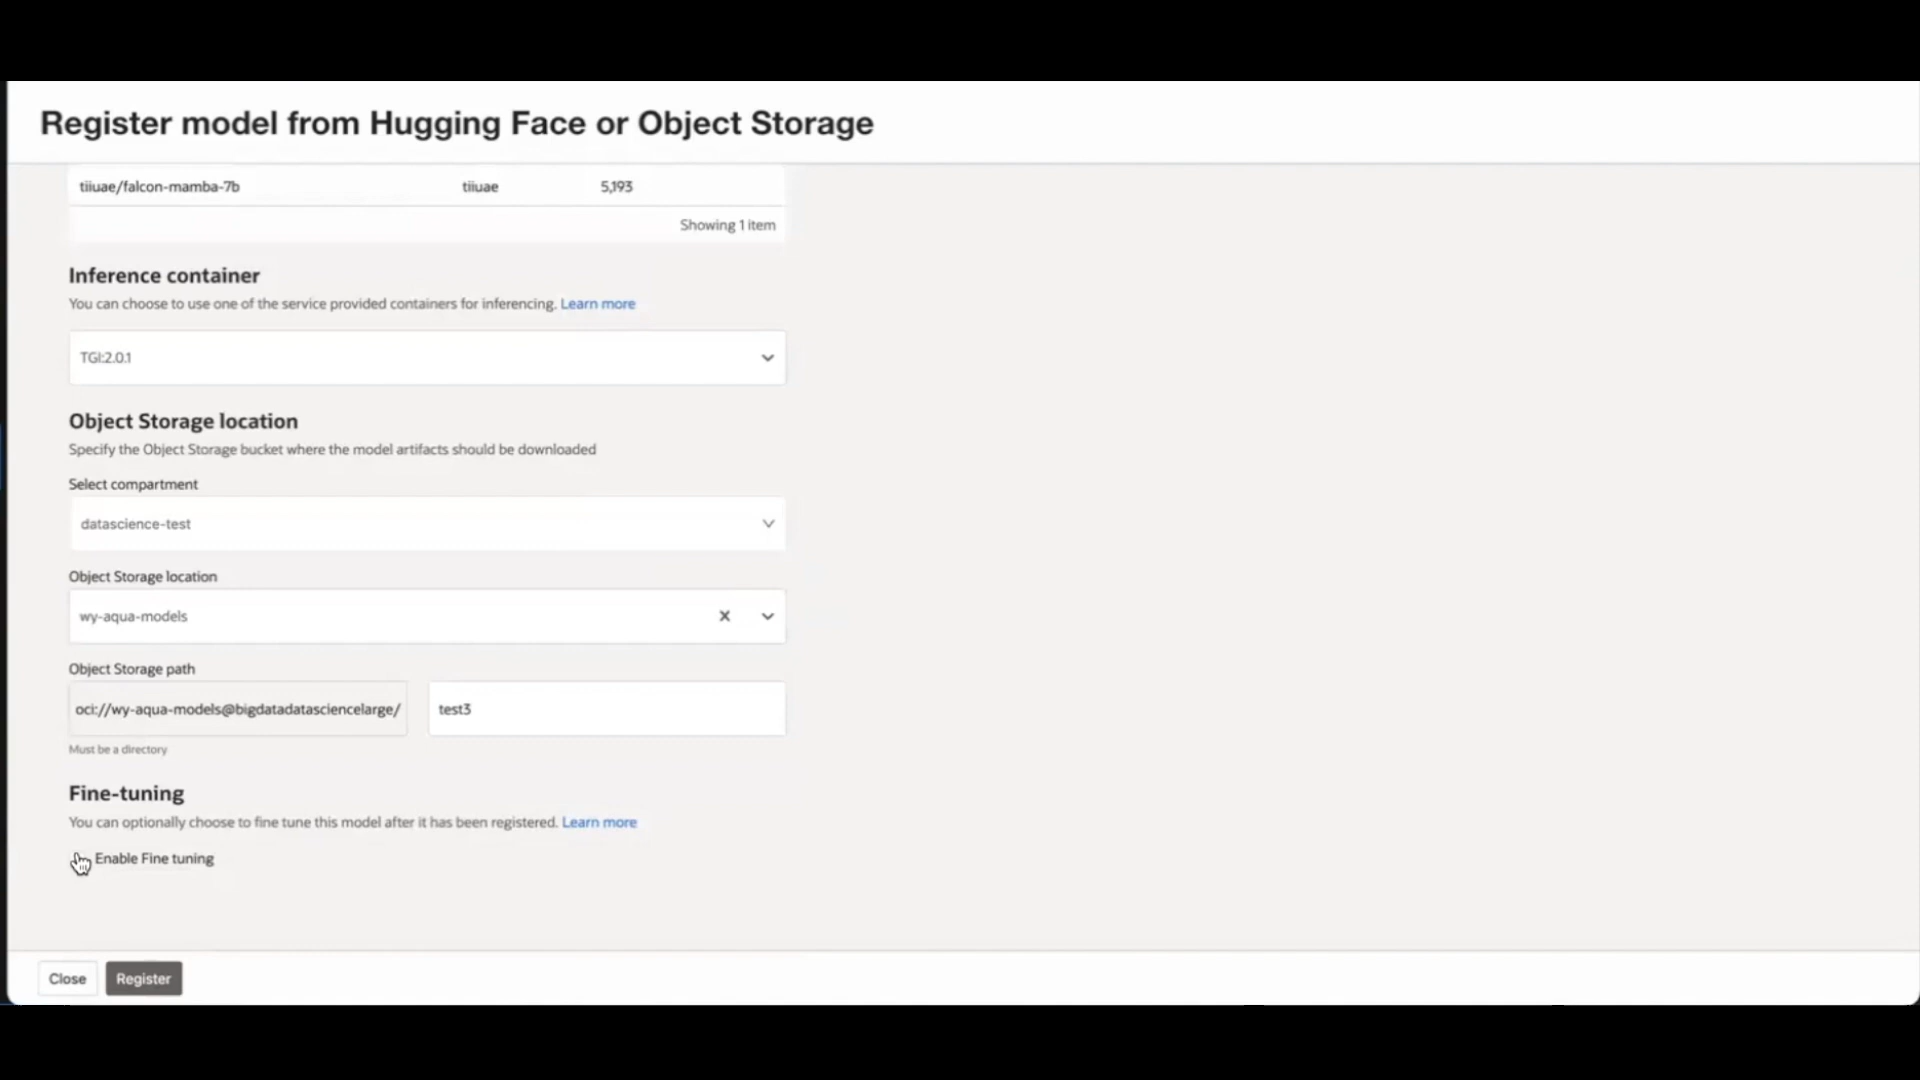 Register model from Hugging Face or Object Storage
tiiuae/falcon-mamba-7b tiiuae 5,193
Showing 1 item
Inference container
You can choose to use one of the service provided containers for inferencing. Learn more
TGI:2.0.1
Object Storage location
Specify the Object Storage bucket where the model artifacts should be downloaded
Select compartment
datascience-test
Object Storage location
wy-aqua-models
Object Storage path
oci://wy-aqua-models@bigdatadatasciencelarge/ test3
Must be a directory
Fine-tuning
You can optionally choose to fine tune this model after it has been registered. Learn more
Enable Fine tuning
Close Register